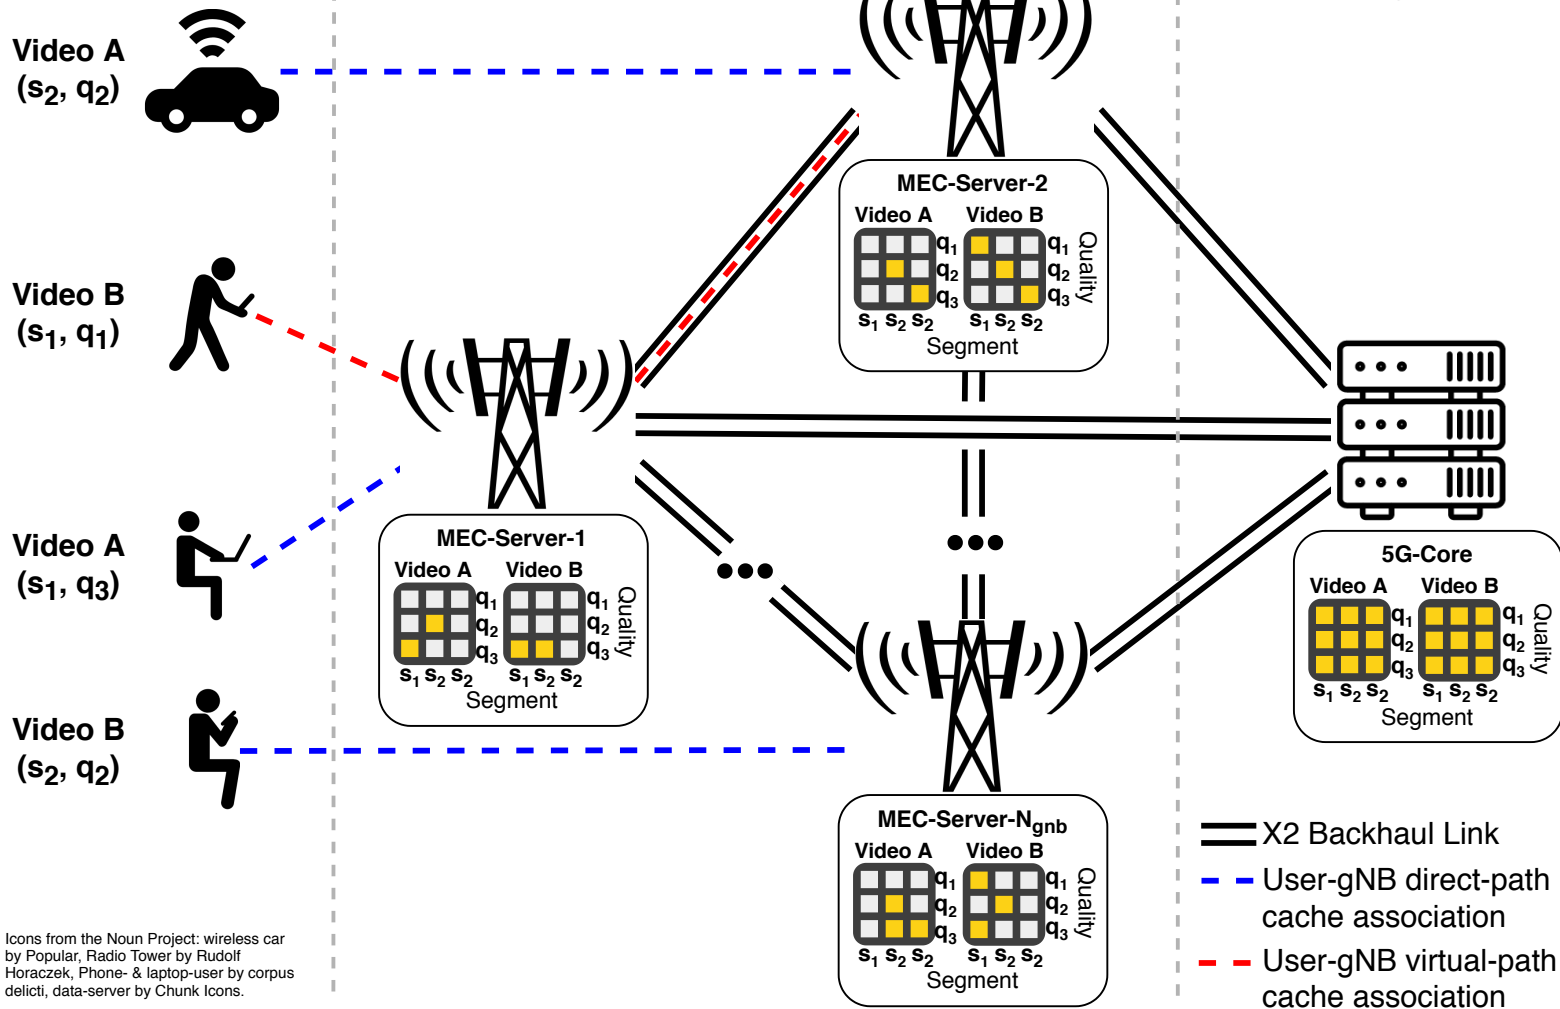 Video A
(s2, q2)
Video B
(s1, q1)
Video A
(s1, q3)
Video B
(s2, q2)
MEC-Server-2
Video A Video B
q1 q1
q2 q2
q3 q3
Quality
s1 s2 s2 s1 s2 s2
Segment
MEC-Server-1
Video A Video B
q1 q1
q2 q2
q3 q3
Quality
s1 s2 s2 s1 s2 s2
Segment
5G-Core
Video A Video B
q1 q1
q2 q2
q3 q3
Quality
s1 s2 s2 s1 s2 s2
Segment
MEC-Server-Ngnb
Video A Video B
q1 q1
q2 q2
q3 q3
Quality
s1 s2 s2 s1 s2 s2
Segment
X2 Backhaul Link
User-gNB direct-path
cache association
User-gNB virtual-path
cache association
Icons from the Noun Project: wireless car
by Popular, Radio Tower by Rudolf
Horaczek, Phone- & laptop-user by corpus
delicti, data-server by Chunk Icons.